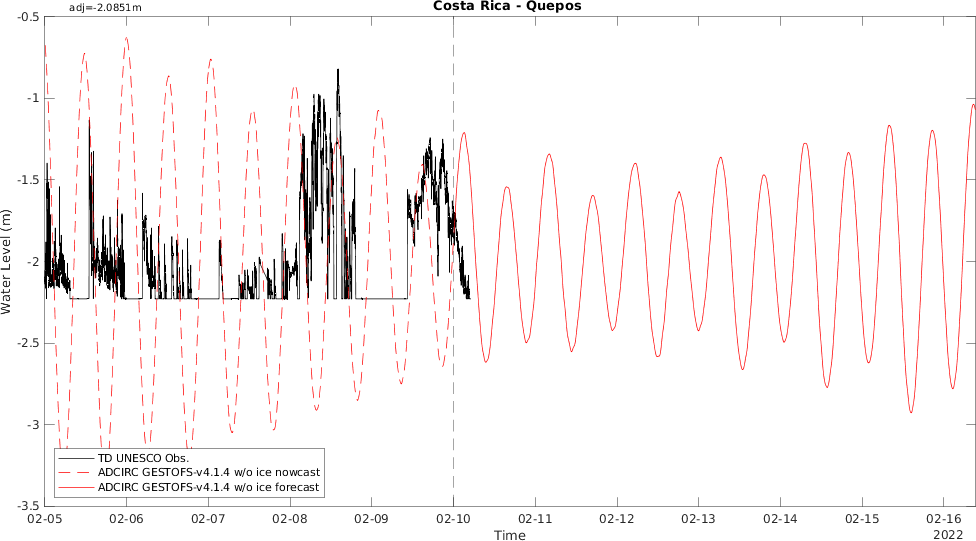 adj=-2.0851m
Costa Rica - Quepos
-0.5
-1
-1.5
-2
-2.5
-3
-3.5
Water Level (m)
TD UNESCO Obs.
ADCIRC GESTOFS-v4.1.4 w/o ice nowcast
ADCIRC GESTOFS-v4.1.4 w/o ice forecast
02-05 02-06 02-07 02-08 02-09 02-10 02-11 02-12 02-13 02-14 02-15 02-16
Time
2022